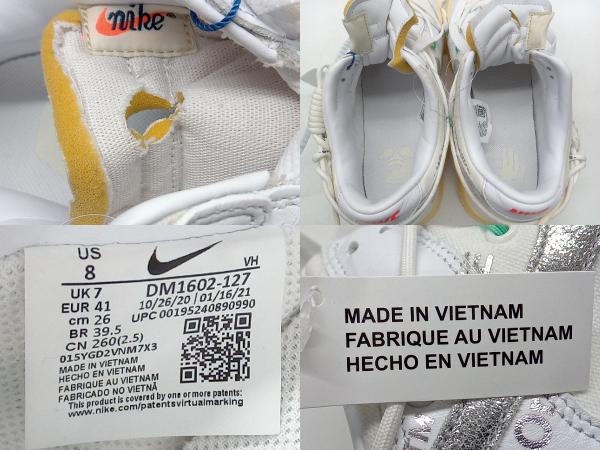 nike
US
8
VH
UK 7
DM1602-127
EUR 41
10/26/20 | 01/16/21
cm 26
UPC 00195240890990
BR 39.5
CN 260(2.5)
015YGD2VNM7X3
MADE IN VIETNAM
HECHO EN VIETNAM
FABRIQUÉ AU VIETNAM
FABRICADO NO VIETNÃ
This product is covered by one or more patents:
www.nike.com/patentsvirtualmarking
MADE IN VIETNAM
FABRIQUE AU VIETNAM
HECHO EN VIETNAM